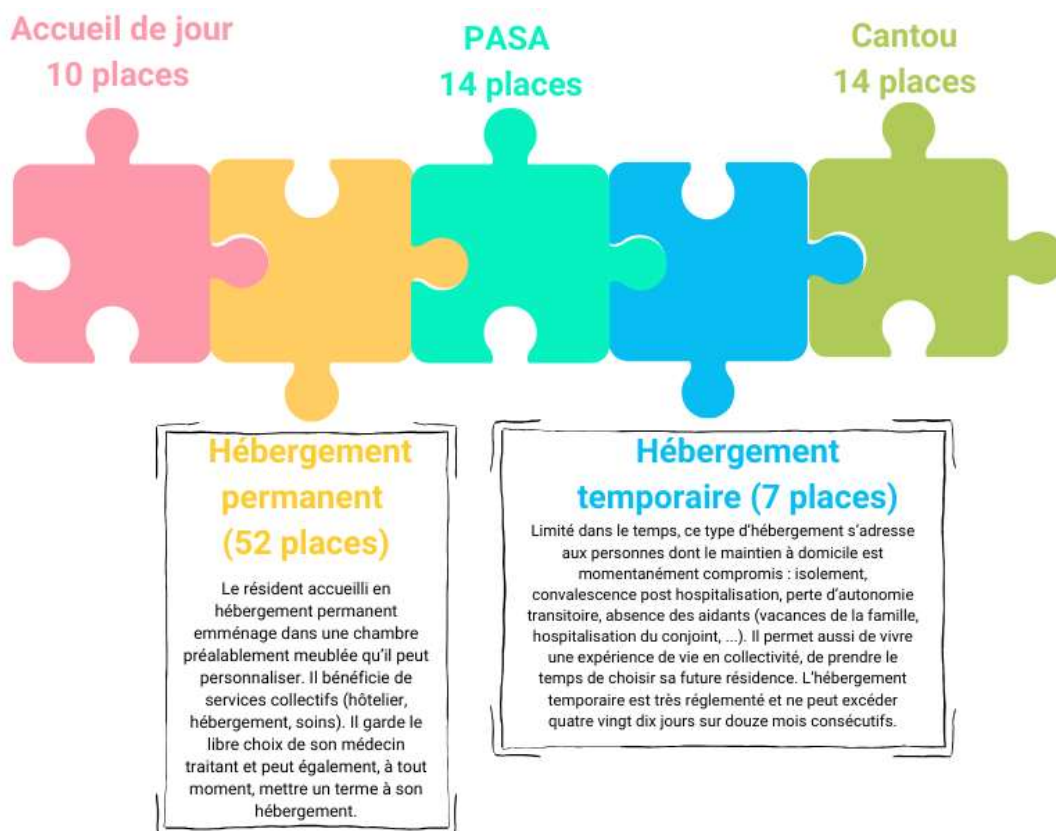 Accueil de jour
10 places
PASA
14 places
Cantou
14 places
Hébergement
permanent
(52 places)
Le résident accueilli en
hébergement permanent
emménage dans une chambre
préalablement meublée qu'il peut
personnaliser. Il bénéficie de
services collectifs (hôtelier,
hébergement, soins). Il garde le
libre choix de son médecin
traitant et peut également, à tout
moment, mettre un terme à son
hébergement.
Hébergement
temporaire (7 places)
Limité dans le temps, ce type d'hébergement s'adresse
aux personnes dont le maintien à domicile est
momentanément compromis : isolement,
convalescence post hospitalisation, perte d'autonomie
transitoire, absence des aidants (vacances de la famille,
hospitalisation du conjoint, ...). Il permet aussi de vivre
une expérience de vie en collectivité, de prendre le
temps de choisir sa future résidence. L'hébergement
temporaire est très réglementé et ne peut excéder
quatre vingt dix jours sur douze mois consécutifs.